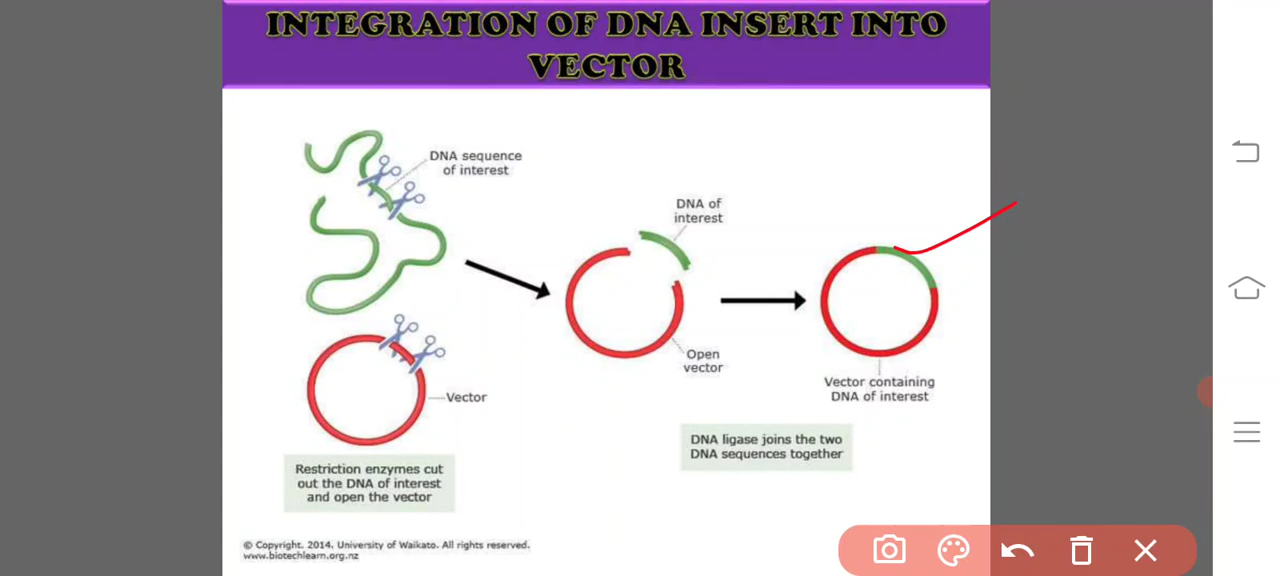 INTEGRATION OF DNA INSERT INTO
VECTOR
DNA sequence
of interest
DNA of
interest
Open
vector
Vector containing
DNA of interest
Vector
DNA ligase joins the two
DNA sequences together
Restriction enzymes cut
out the DNA of interest
and open the vector
© Copyright. 2014. University of Waikato. All rights reserved.
www.biotechlearn.org.nz